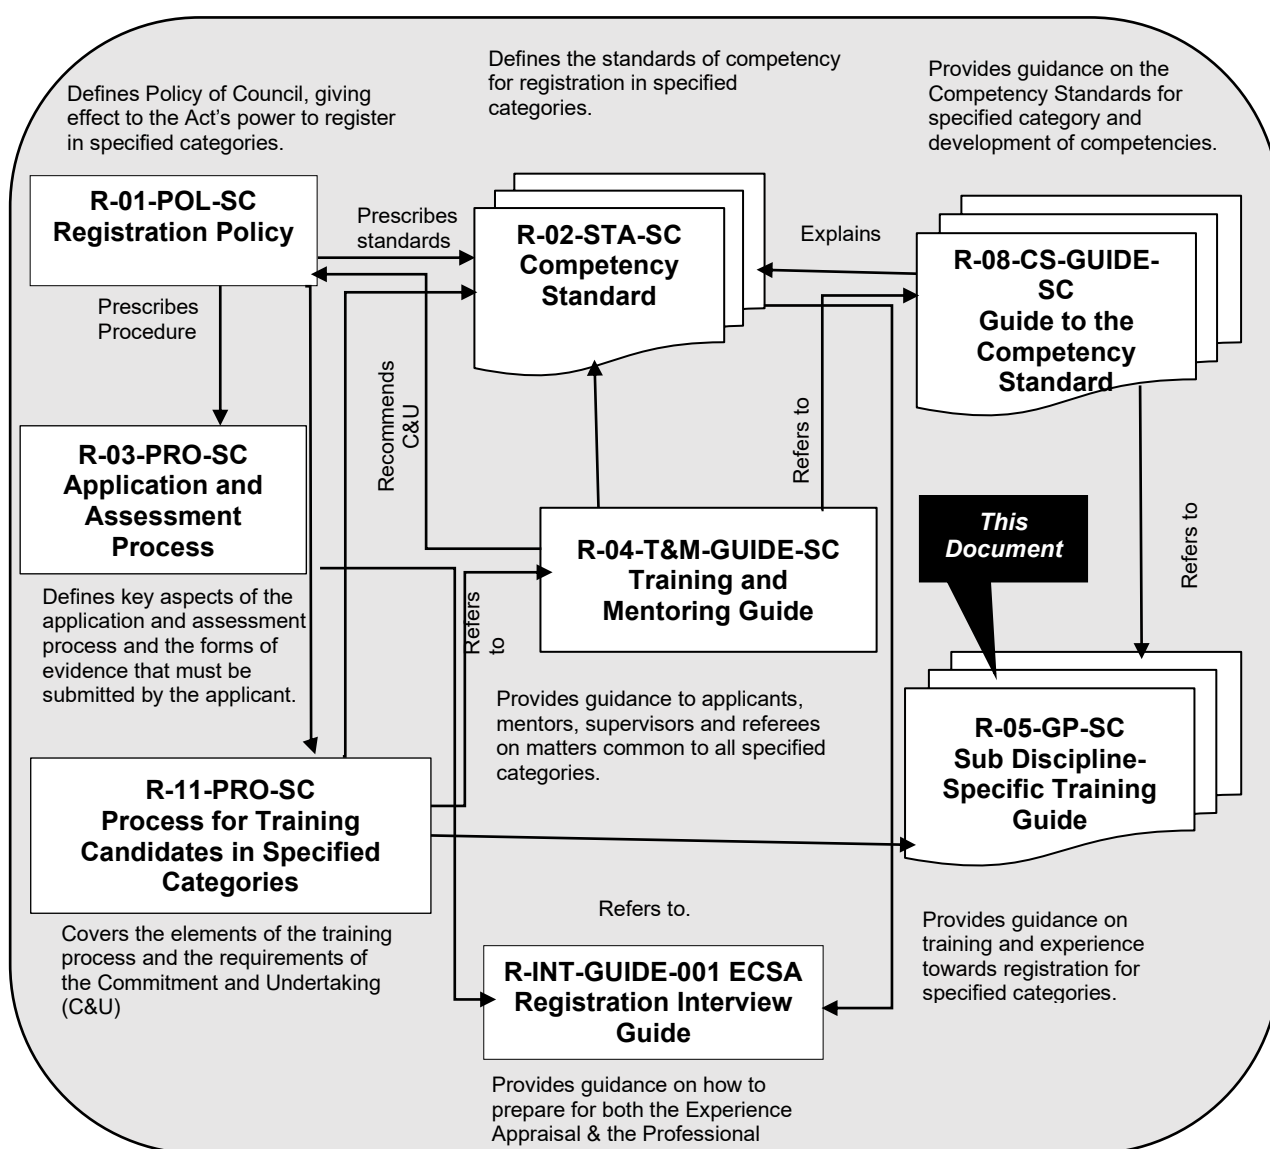 Defines Policy of Council, giving
effect to the Act's power to register
in specified categories.
Defines the standards of competency
for registration in specified
categories.
Provides guidance on the
Competency Standards for
specified category and
development of competencies.
R-01-POL-SC
Registration Policy
Prescribes
standards
R-02-STA-SC
Competency
Standard
Explains
R-08-CS-GUIDE-
SC
Guide to the
Competency
Standard
Prescribes
Procedure
Recommends
C&U
Refers to
Refers to
R-03-PRO-SC
Application and
Assessment
Process
Defines key aspects of the
application and assessment
process and the forms of
evidence that must be
submitted by the applicant.
Refers
to
R-04-T&M-GUIDE-SC
Training and
Mentoring Guide
Provides guidance to applicants,
mentors, supervisors and referees
on matters common to all specified
categories.
This
Document
R-05-GP-SC
Sub Discipline-
Specific Training
Guide
Provides guidance on
training and experience
towards registration for
specified categories.
R-11-PRO-SC
Process for Training
Candidates in Specified
Categories
Covers the elements of the training
process and the requirements of
the Commitment and Undertaking
(C&U)
Refers to.
R-INT-GUIDE-001 ECSA
Registration Interview
Guide
Provides guidance on how to
prepare for both the Experience
Appraisal & the Professional